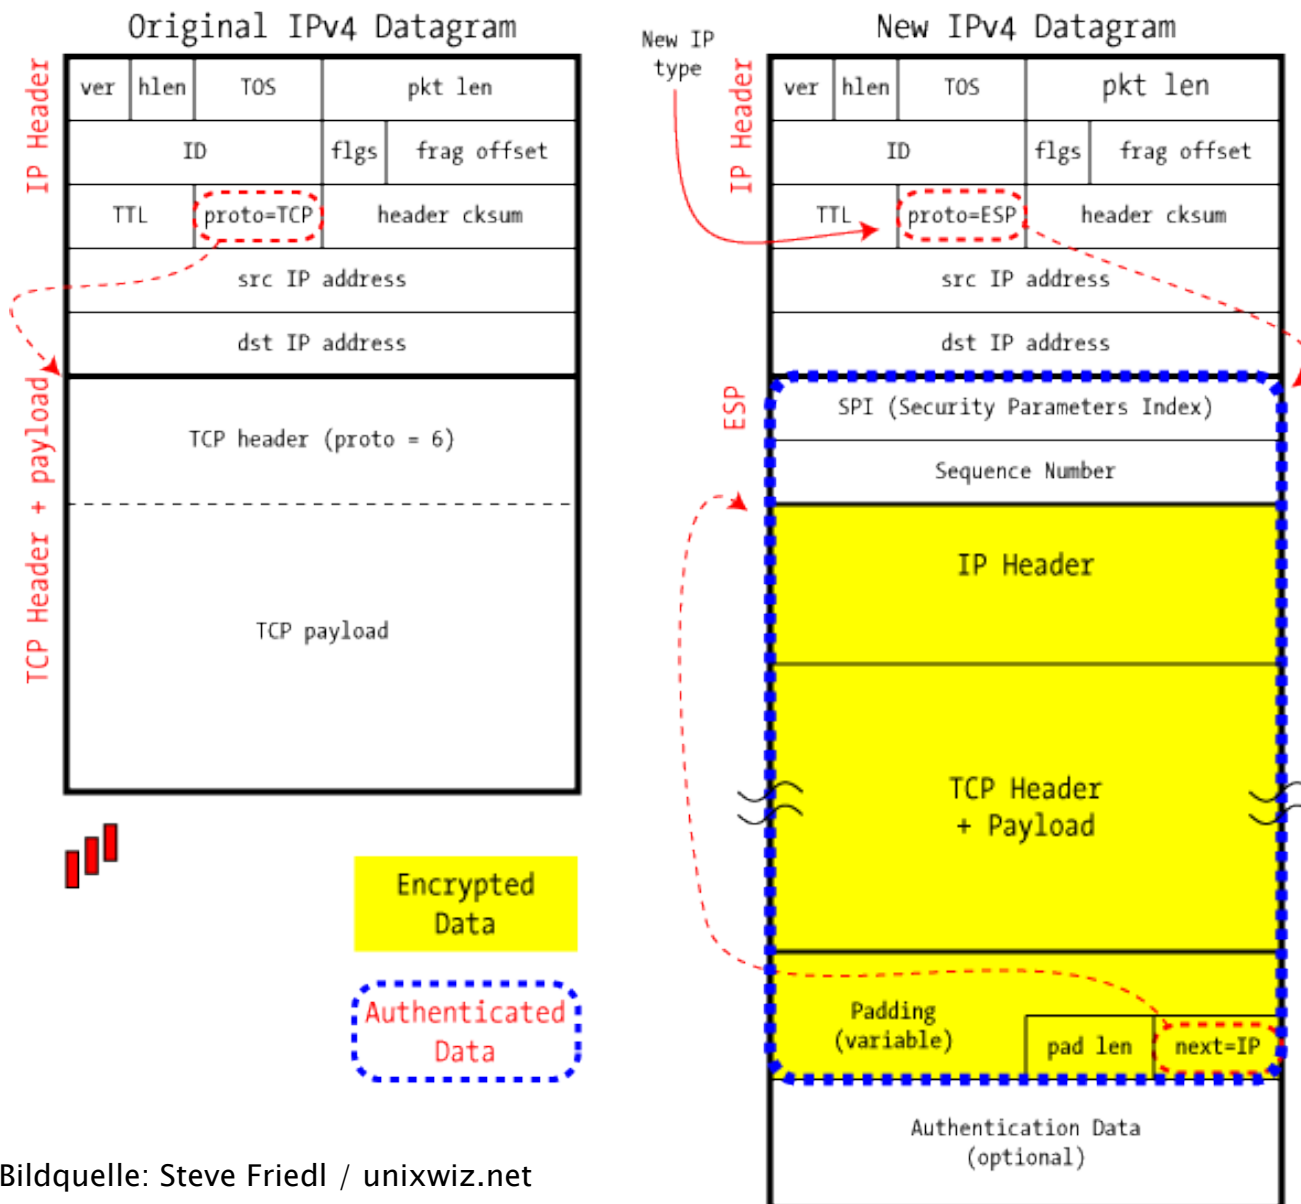 Original IPv4 Datagram
IP Header
ver hlen TOS pkt len
ID flgs frag offset
TTL proto=TCP header cksum
src IP address
dst IP address
TCP Header + payload
TCP header (proto = 6)
TCP payload
Encrypted
Data
Authenticated
Data
Bildquelle: Steve Friedl / unixwiz.net
New IP
type
New IPv4 Datagram
IP Header
ver hlen TOS pkt len
ID flgs frag offset
TTL proto=ESP header cksum
src IP address
dst IP address
ESP
SPI (Security Parameters Index)
Sequence Number
IP Header
TCP Header
+ Payload
Padding
(variable)
pad len next=IP
Authentication Data
(optional)